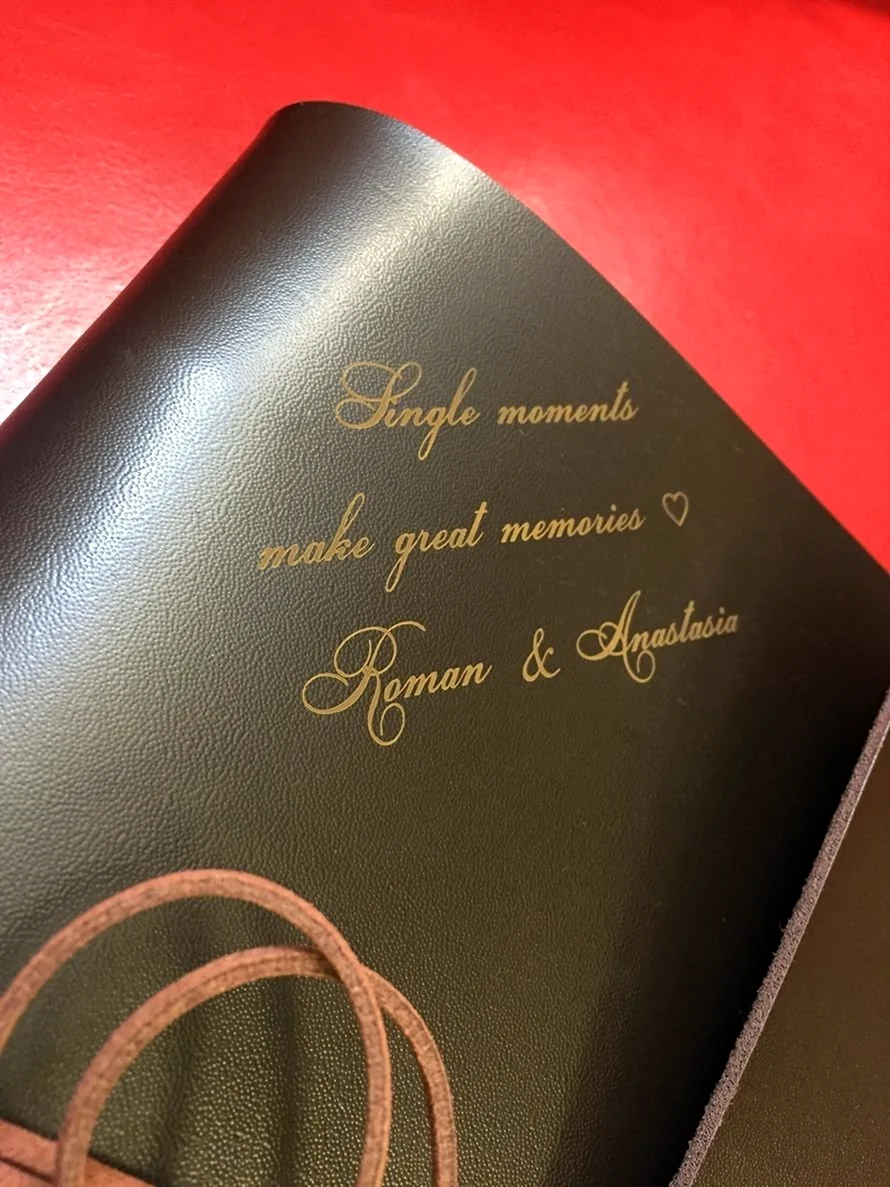 Single moments
make great memories ♡
Roman & Anastasia